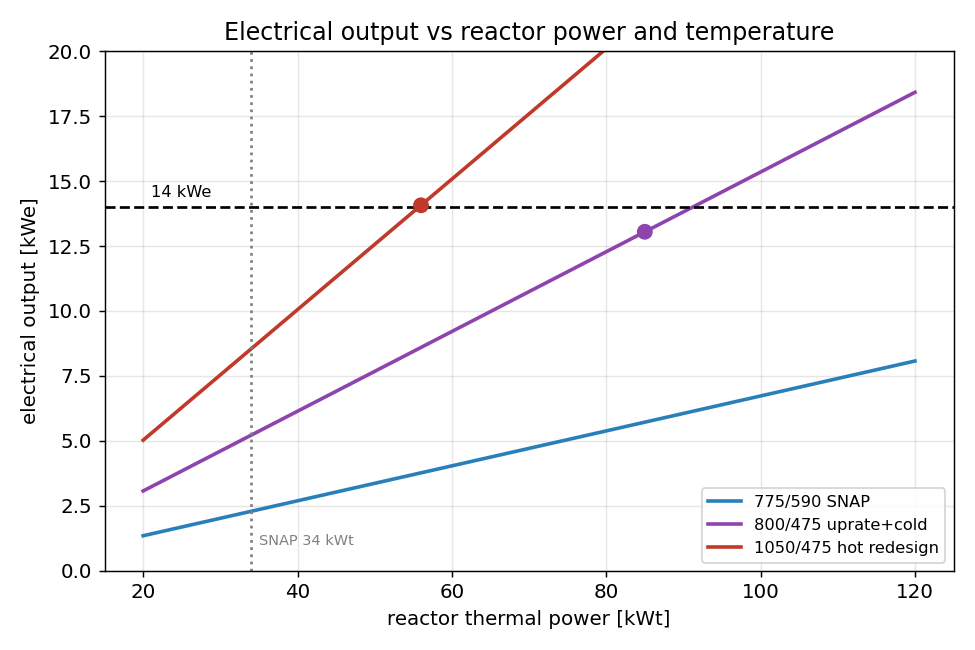 Electrical output vs reactor power and temperature
electrical output [kWe]
20.0
17.5
15.0
12.5
10.0
7.5
5.0
2.5
0.0
14 kWe
SNAP 34 kWt
775/590 SNAP
800/475 uprate+cold
1050/475 hot redesign
20 40 60 80 100 120
reactor thermal power [kWt]